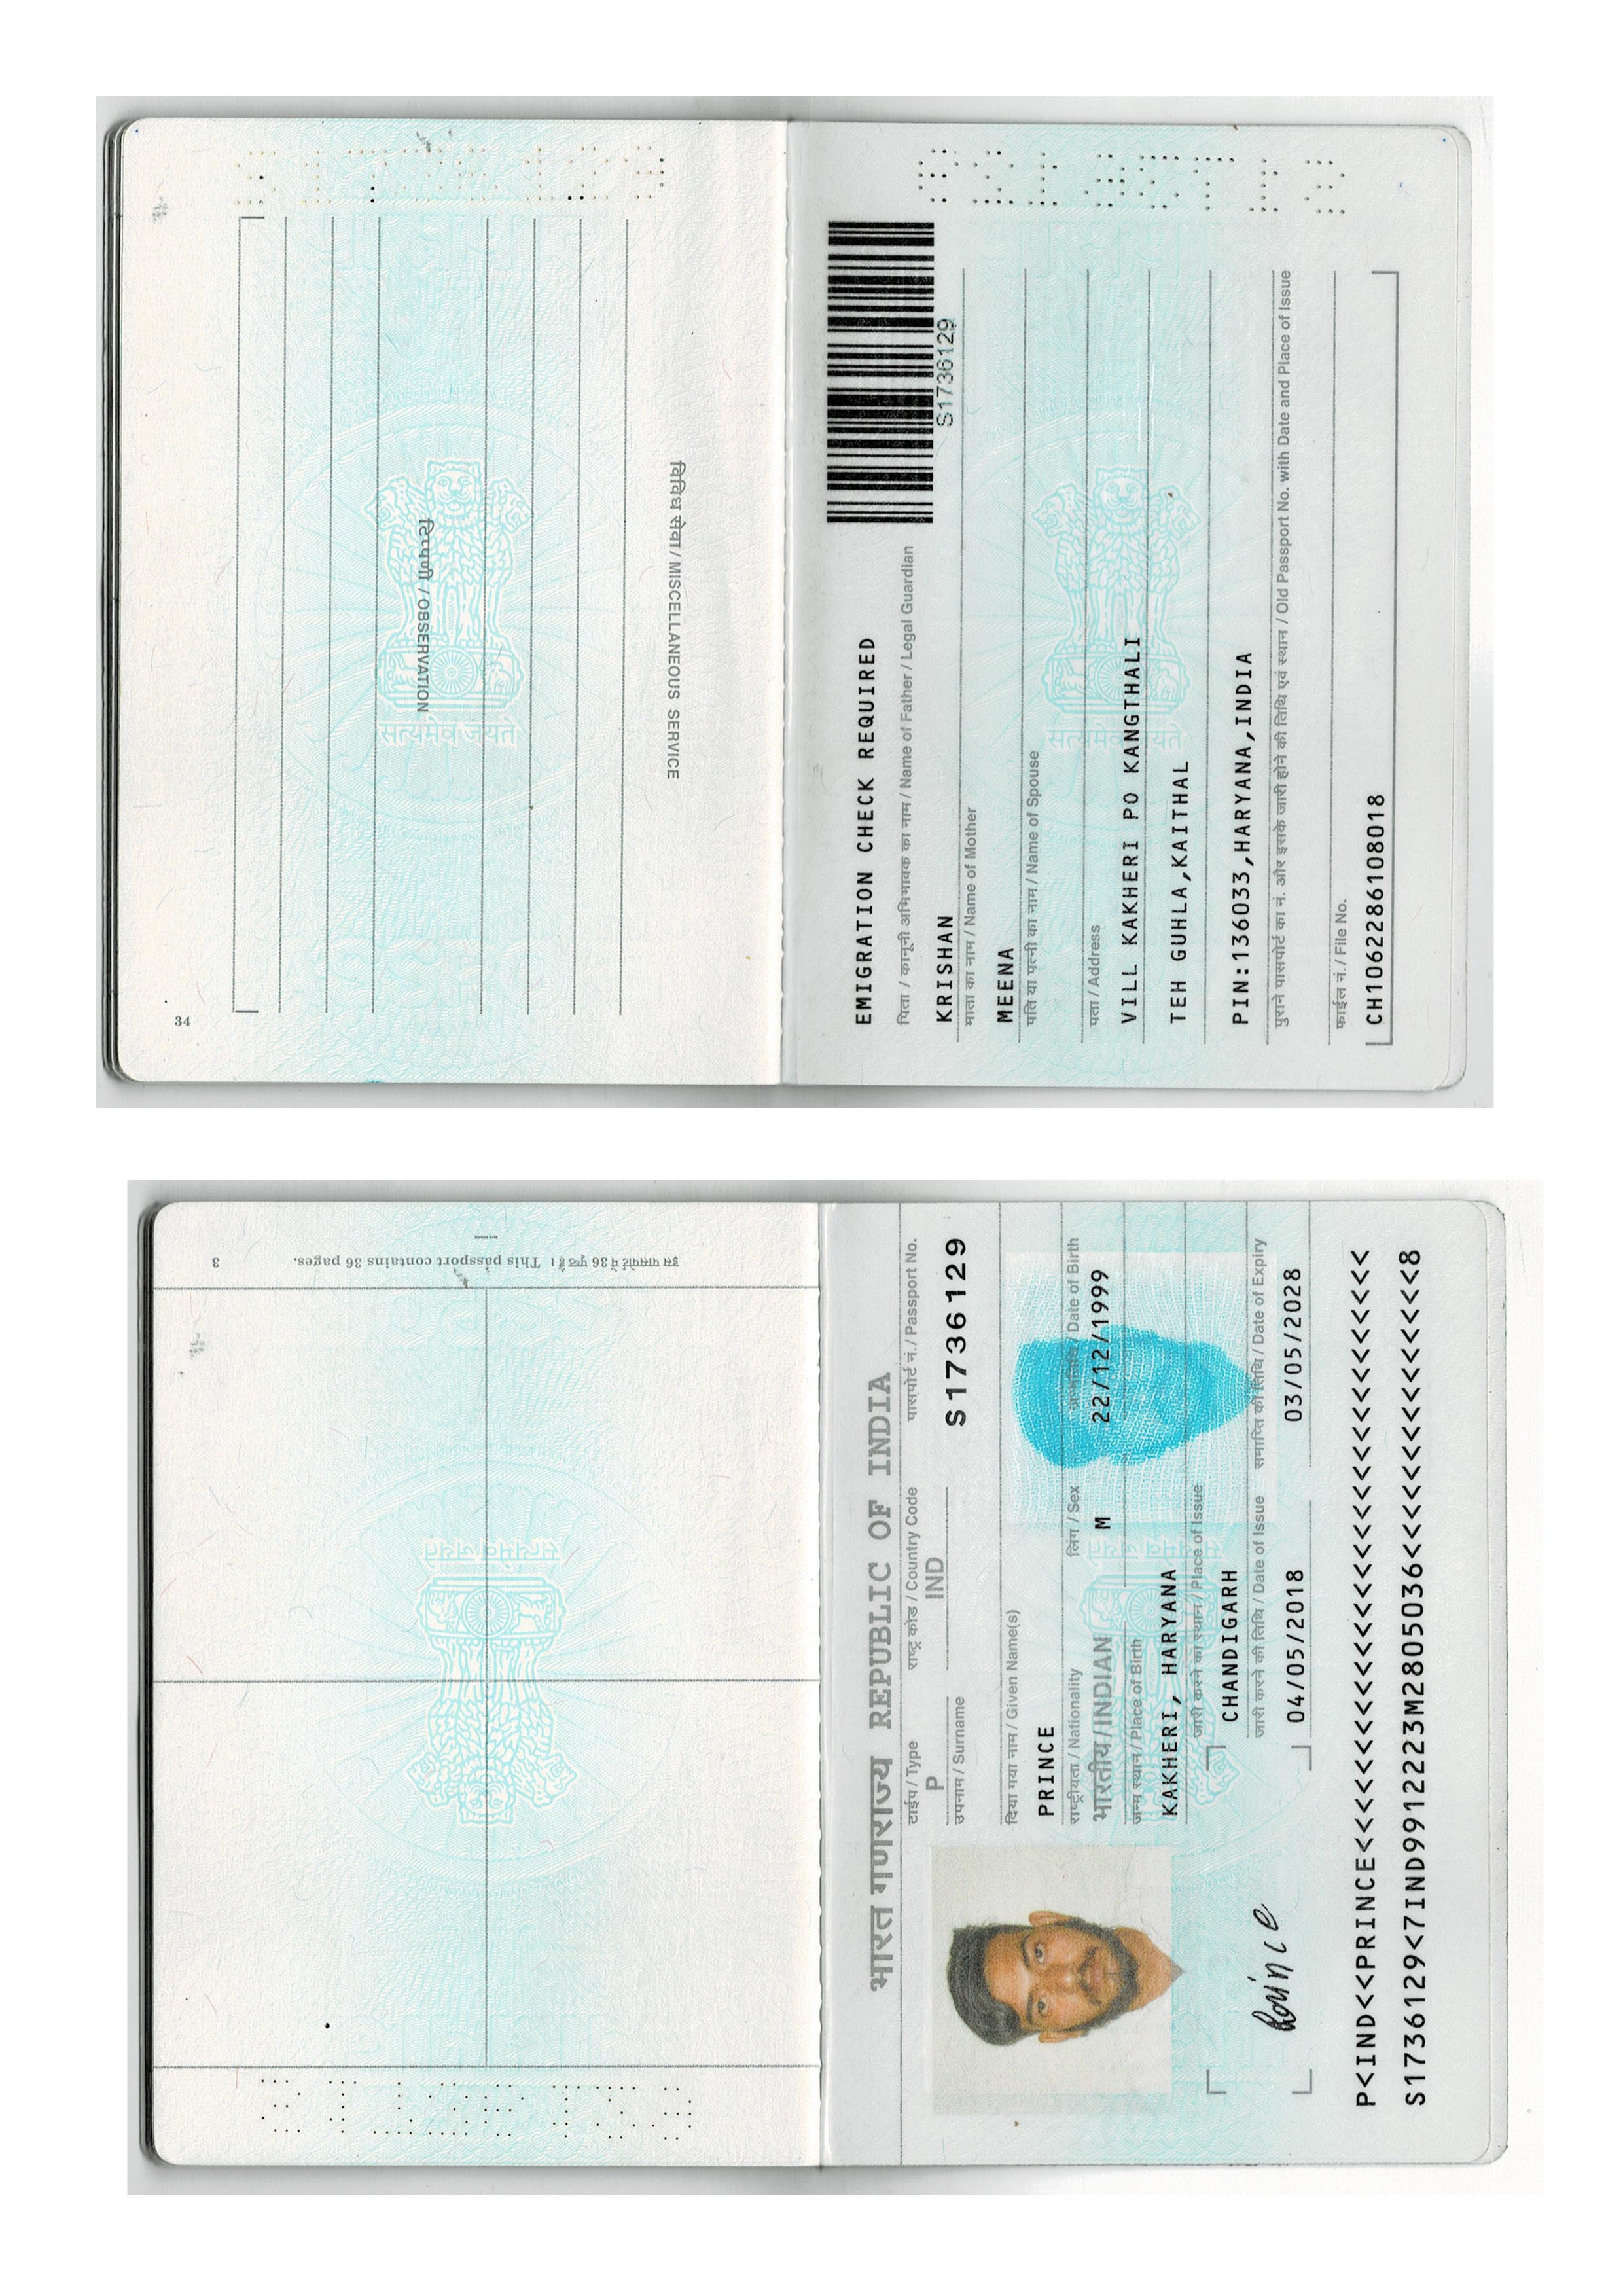 3
इस पासपोर्ट में 36 पृष्ठ हैं। This passport contains 36 pages.
सत्यमेव जयते
भारत गणराज्य REPUBLIC OF INDIA
टाईप / Type
राष्ट्र कोड / Country Code
पासपोर्ट नं./ Passport No.
P
IND
S1736129
उपनाम / Surname
दिया गया नाम / Given Name(s)
PRINCE
राष्ट्रीयता / Nationality
लिंग / Sex
जन्मतिथि / Date of Birth
भारतीय/INDIAN
M
22/12/1999
जन्म स्थान / Place of Birth
KAKHERI, HARYANA
जारी करने का स्थान / Place of Issue
CHANDIGARH
जारी करने की तिथि / Date of Issue
समाप्ति की तिथि / Date of Expiry
Prince
04/05/2018
03/05/2028
P<IND<<PRINCE<<<<<<<<<<<<<<<<<<<<<<<<<<<<<<<
S1736129<7IND9912223M2805036<<<<<<<<<<<<<<<8
34
टिप्पणी / OBSERVATION
सत्यमेव जयते
विविध सेवा / MISCELLANEOUS SERVICE
EMIGRATION CHECK REQUIRED
पिता / कानूनी अभिभावक का नाम / Name of Father / Legal Guardian
KRISHAN
S1736129
माता का नाम / Name of Mother
MEENA
पति या पत्नी का नाम / Name of Spouse
पता / Address
VILL KAKHERI PO KANGTHALI
TEH GUHLA,KAITHAL
PIN:136033,HARYANA,INDIA
पुराने पासपोर्ट का नं. और इसके जारी होने की तिथि एवं स्थान / Old Passport No. with Date and Place of Issue
फाईल नं./ File No.
CH1062286108018